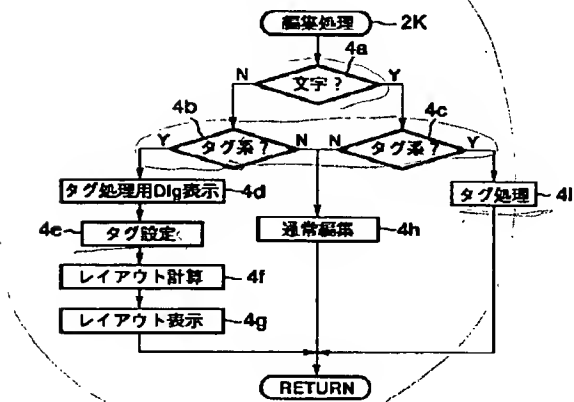 編集処理 2K
4a
N 文字? Y
4b 4c
Y タグ系? N N タグ系? Y
タグ処理用Dlg表示 4d タグ処理 4i
4e タグ設定 通常編集 4h
レイアウト計算 4f
レイアウト表示 4g
RETURN